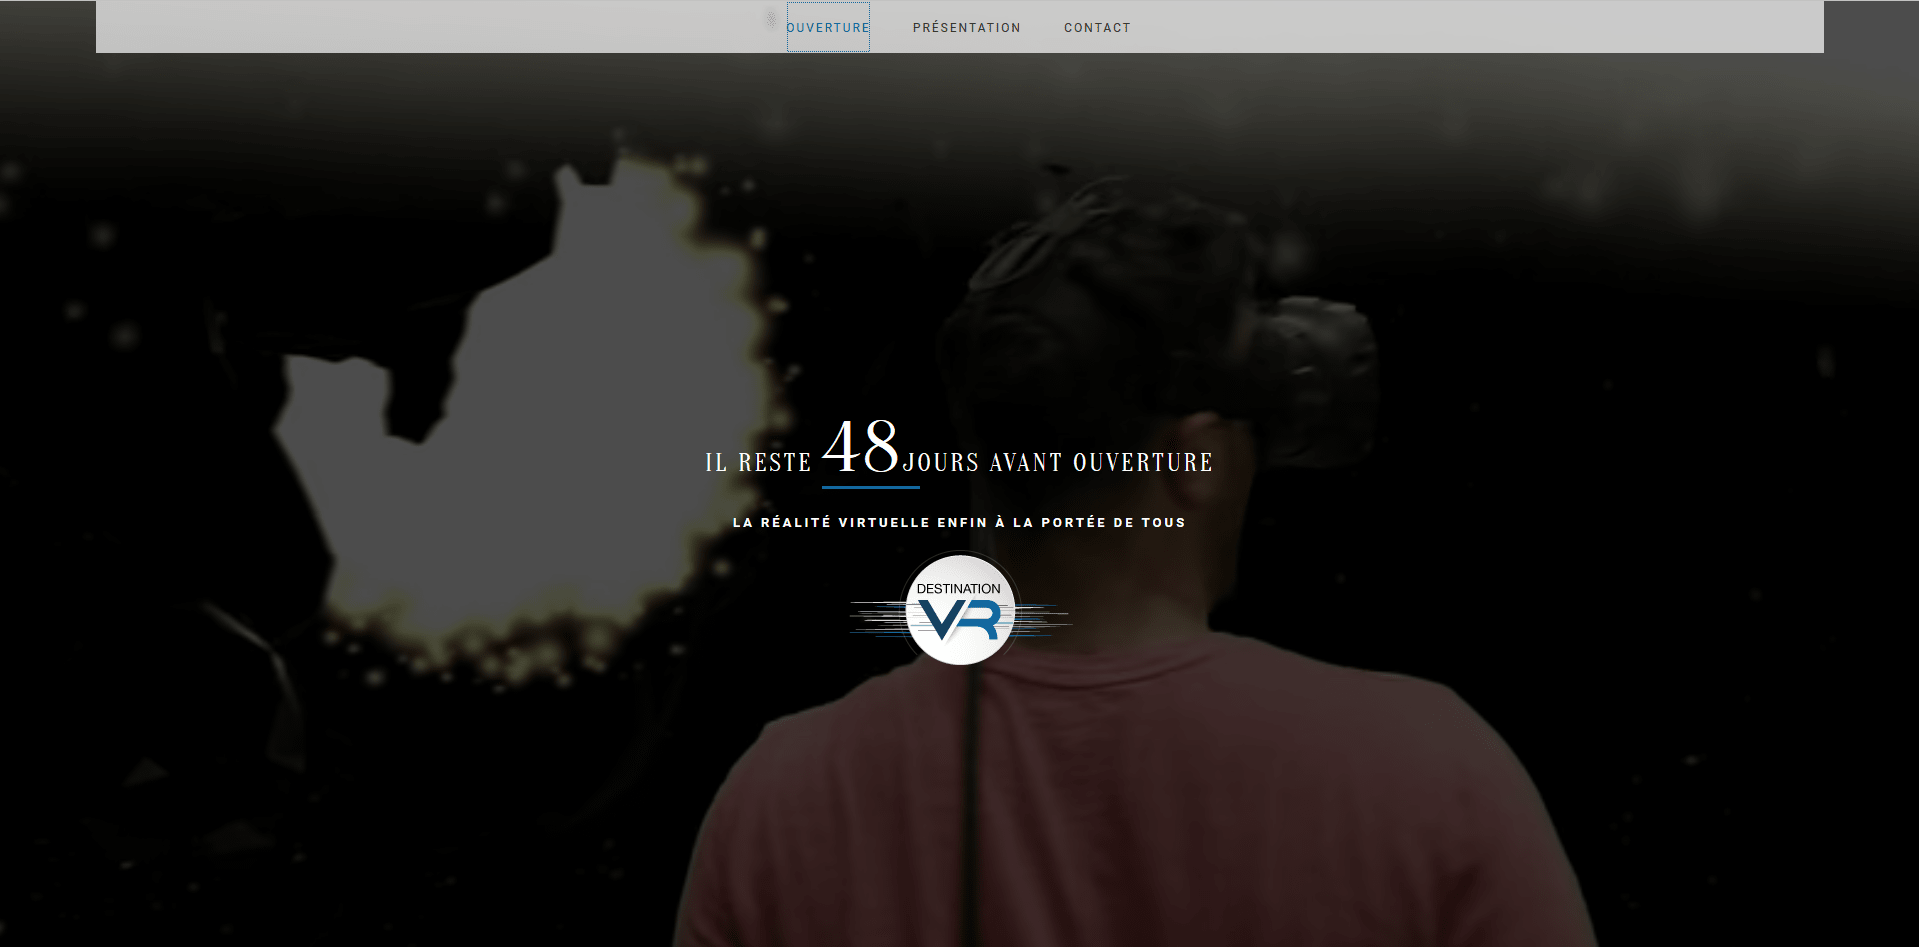 OUVERTURE PRÉSENTATION CONTACT
IL RESTE 48 JOURS AVANT OUVERTURE
LA RÉALITÉ VIRTUELLE ENFIN À LA PORTÉE DE TOUS
DESTINATION
VR